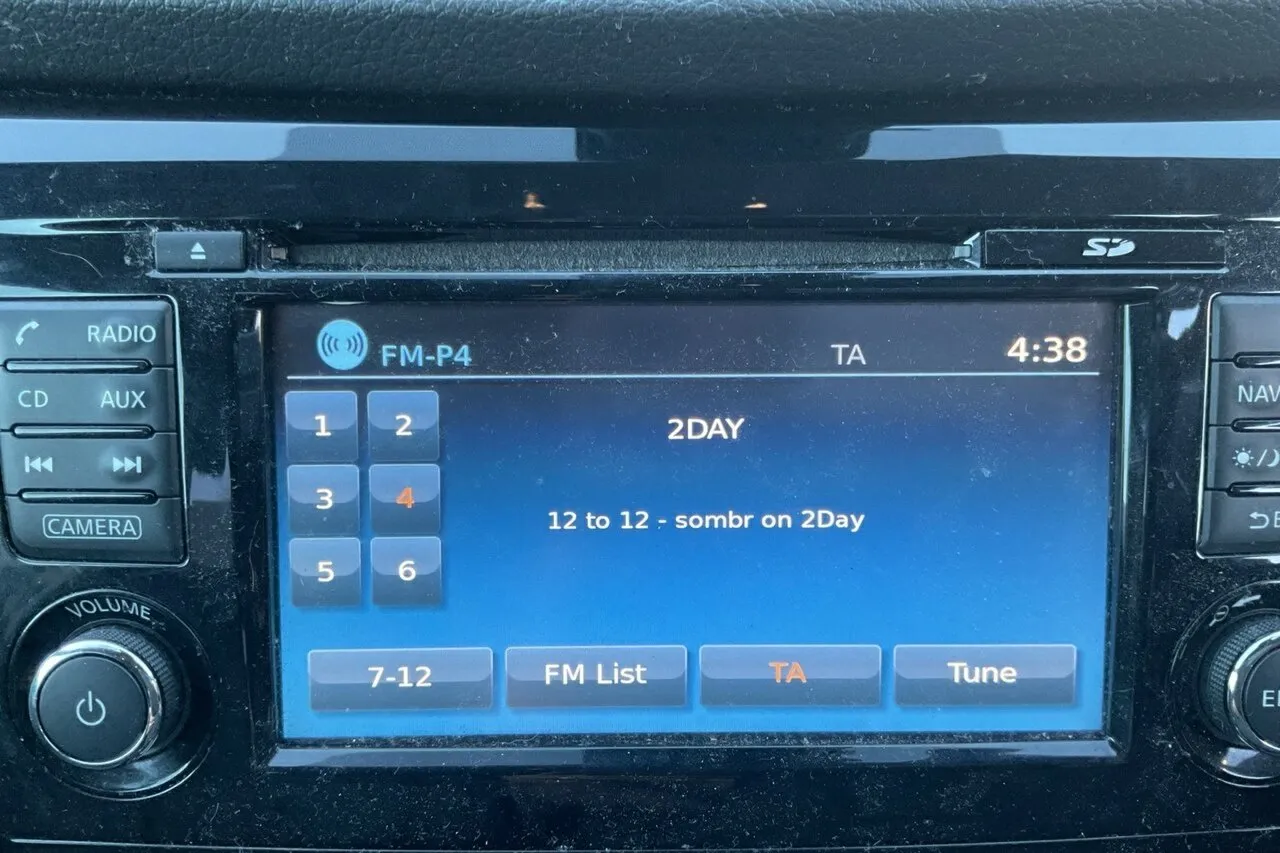 SD
RADIO
CD AUX
CAMERA
VOLUME
FM-P4 TA 4:38
1 2
3 4
5 6
2DAY
12 to 12 - sombr on 2Day
7-12 FM List TA Tune